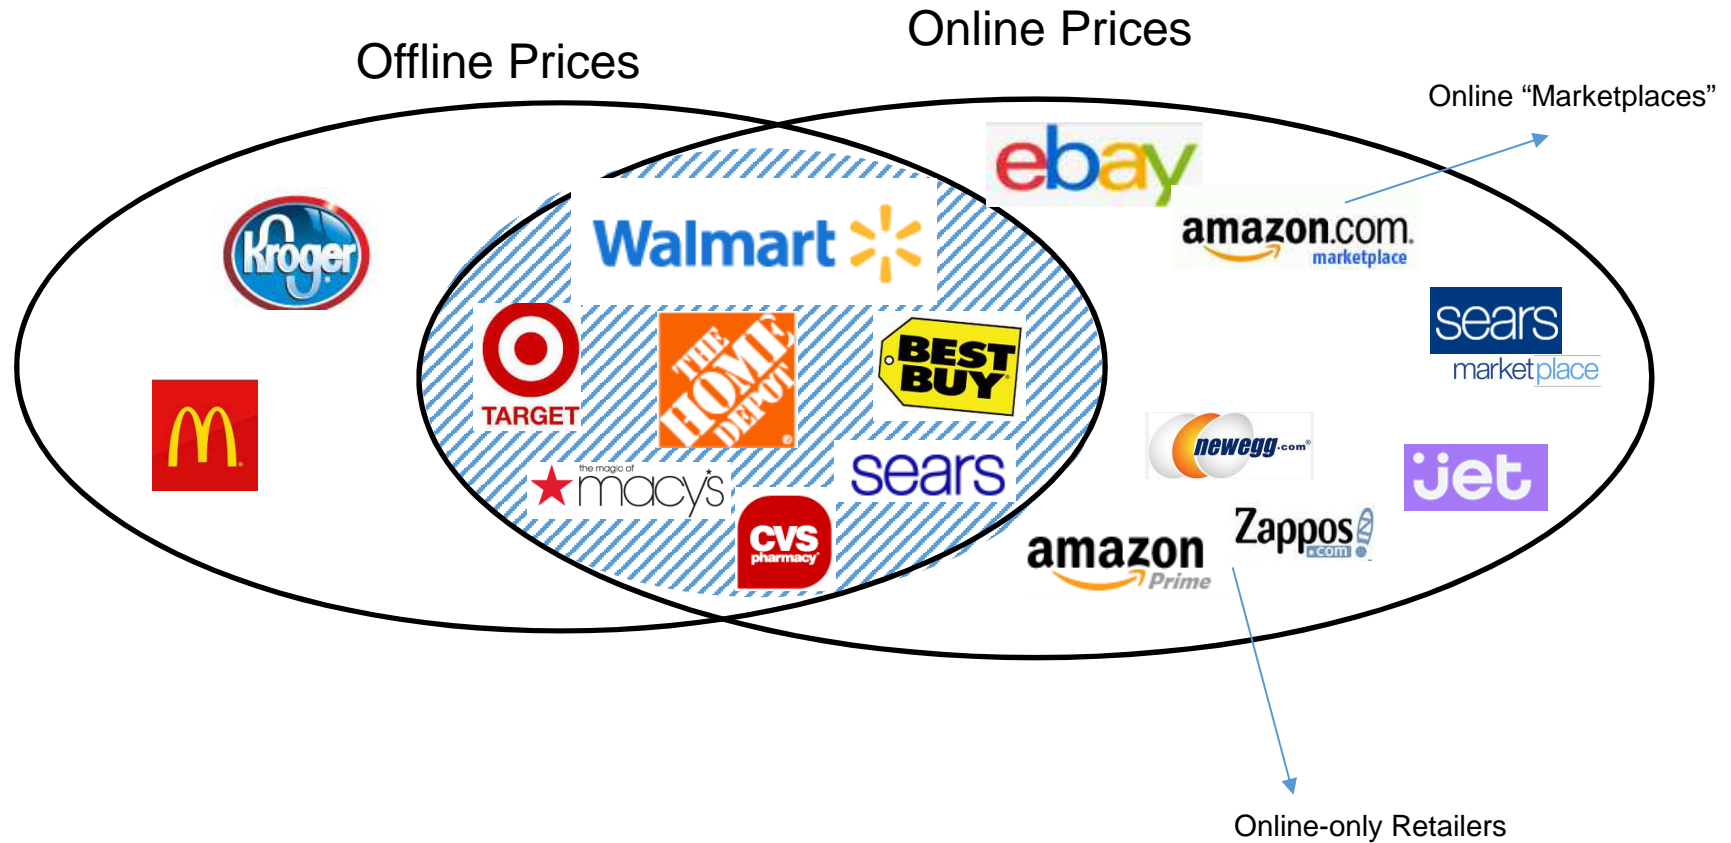 Online Prices
Offline Prices
Online “Marketplaces”
ebay
Kroger
Walmart
amazon.com.
marketplace
sears
marketplace
TARGET
THE
HOME
DEPOT
®
BEST
BUY
newegg.com®
the magic of
macy's
sears
jet
CVS
pharmacy
amazon
Prime
Zappos
.com
Online-only Retailers